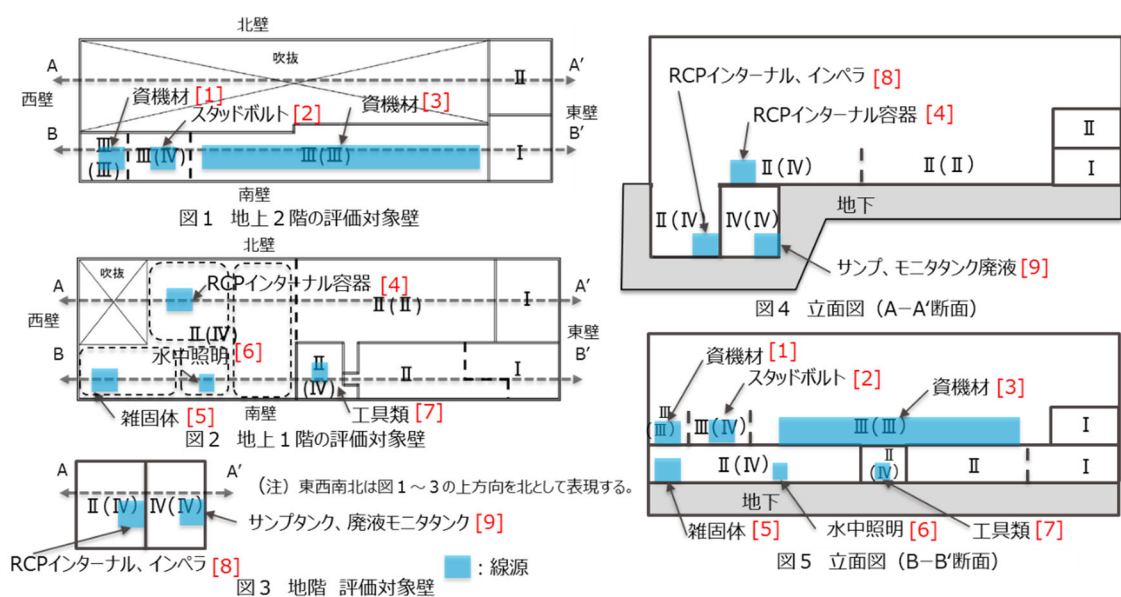 北壁
吹抜
A
A′
Ⅱ
西壁
東壁
資機材 [1]
スタッドボルト [2]
資機材 [3]
B
B′
Ⅲ
(Ⅲ)
Ⅲ(Ⅳ)
Ⅲ(Ⅲ)
Ⅰ
南壁
図1 地上2階の評価対象壁
北壁
吹抜
RCPインターナル容器 [4]
A
A′
Ⅰ
Ⅱ(Ⅱ)
西壁
東壁
Ⅱ(Ⅳ)
B
水中照明 [6]
B′
Ⅱ
(Ⅳ)
Ⅱ
Ⅰ
雑固体 [5]
南壁
工具類 [7]
図2 地上1階の評価対象壁
A
A′
Ⅱ(Ⅳ)
Ⅳ(Ⅳ)
(注)東西南北は図1~3の上方向を北として表現する。
サンプタンク、廃液モニタタンク [9]
RCPインターナル、インペラ [8]
:線源
図3 地階 評価対象壁
RCPインターナル、インペラ [8]
RCPインターナル容器 [4]
Ⅱ
Ⅱ(Ⅳ)
Ⅱ(Ⅱ)
Ⅰ
地下
Ⅱ(Ⅳ)
Ⅳ(Ⅳ)
サンプ、モニタタンク廃液 [9]
図4 立面図(A-A‘断面)
資機材 [1]
スタッドボルト [2]
資機材 [3]
Ⅲ
(Ⅲ)
Ⅲ(Ⅳ)
Ⅲ(Ⅲ)
Ⅰ
Ⅱ(Ⅳ)
Ⅱ
(Ⅳ)
Ⅱ
Ⅰ
地下
雑固体 [5]
水中照明 [6]
工具類 [7]
図5 立面図(B-B‘断面)